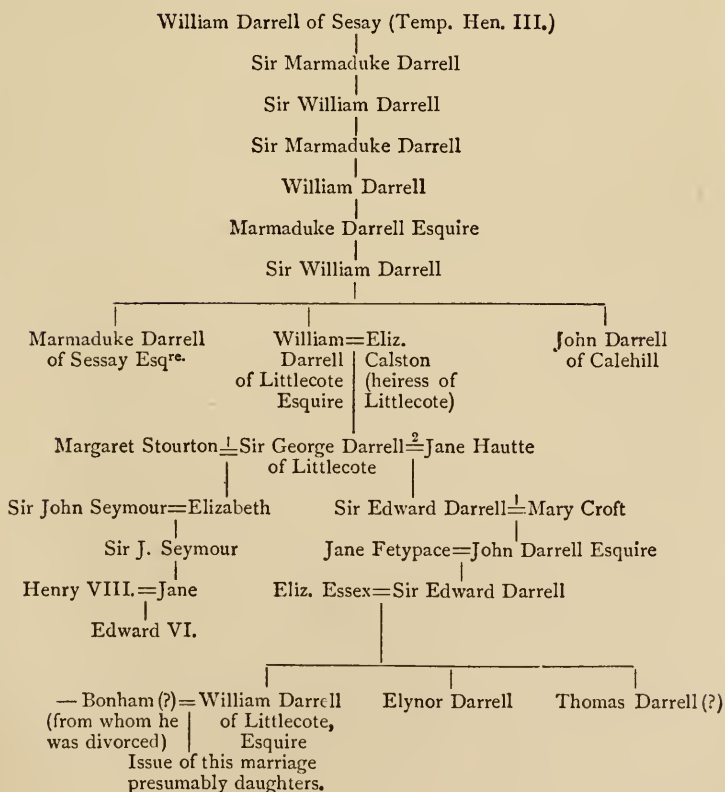 William Darrell of Sesay (Temp. Hen. III.)
Sir Marmaduke Darrell
Sir William Darrell
Sir Marmaduke Darrell
William Darrell
Marmaduke Darrell Esquire
Sir William Darrell
Marmaduke Darrell
of Sessay Esqre.
William=Eliz.
Darrell Calston
of Littlecote (heiress of
Esquire Littlecote)
John Darrell
of Calehill
Margaret Stourton 1= Sir George Darrell 2= Jane Hautte
of Littlecote
Sir John Seymour=Elizabeth Sir Edward Darrell 1= Mary Croft
Sir J. Seymour Jane Fetypace=John Darrell Esquire
Henry VIII.=Jane Eliz. Essex=Sir Edward Darrell
Edward VI.
— Bonham (?)= William Darrell Elynor Darrell Thomas Darrell (?)
(from whom he of Littlecote,
was divorced) Esquire
Issue of this marriage
presumably daughters.